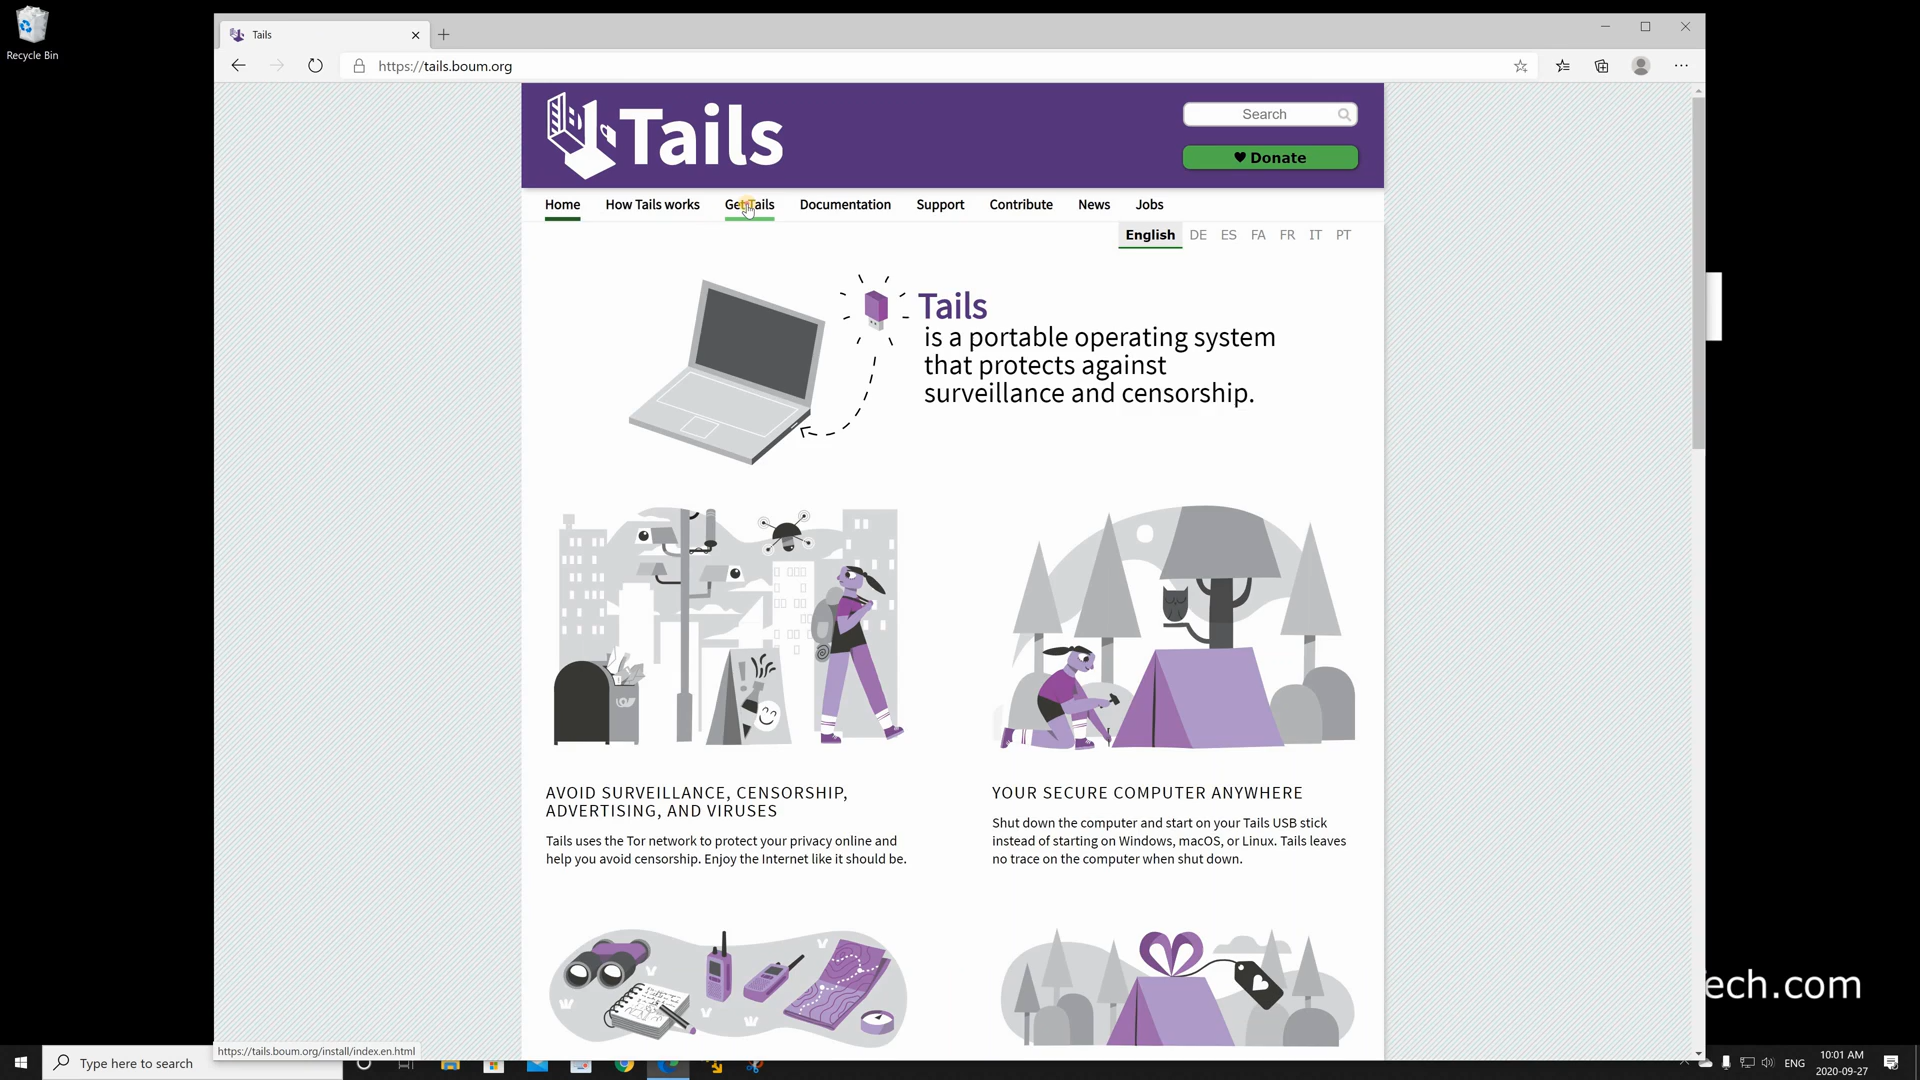 Recycle Bin
Tails
https://tails.boum.org
Tails
Search
Donate
Home How Tails works Get Tails Documentation Support Contribute News Jobs
English DE ES FA FR IT PT
Tails
is a portable operating system
that protects against
surveillance and censorship.
AVOID SURVEILLANCE, CENSORSHIP,
ADVERTISING, AND VIRUSES
Tails uses the Tor network to protect your privacy online and
help you avoid censorship. Enjoy the Internet like it should be.
YOUR SECURE COMPUTER ANYWHERE
Shut down the computer and start on your Tails USB stick
instead of starting on Windows, macOS, or Linux. Tails leaves
no trace on the computer when shut down.
ech.com
https://tails.boum.org/install/index.en.html
Type here to search
ENG
10:01 AM
2020-09-27